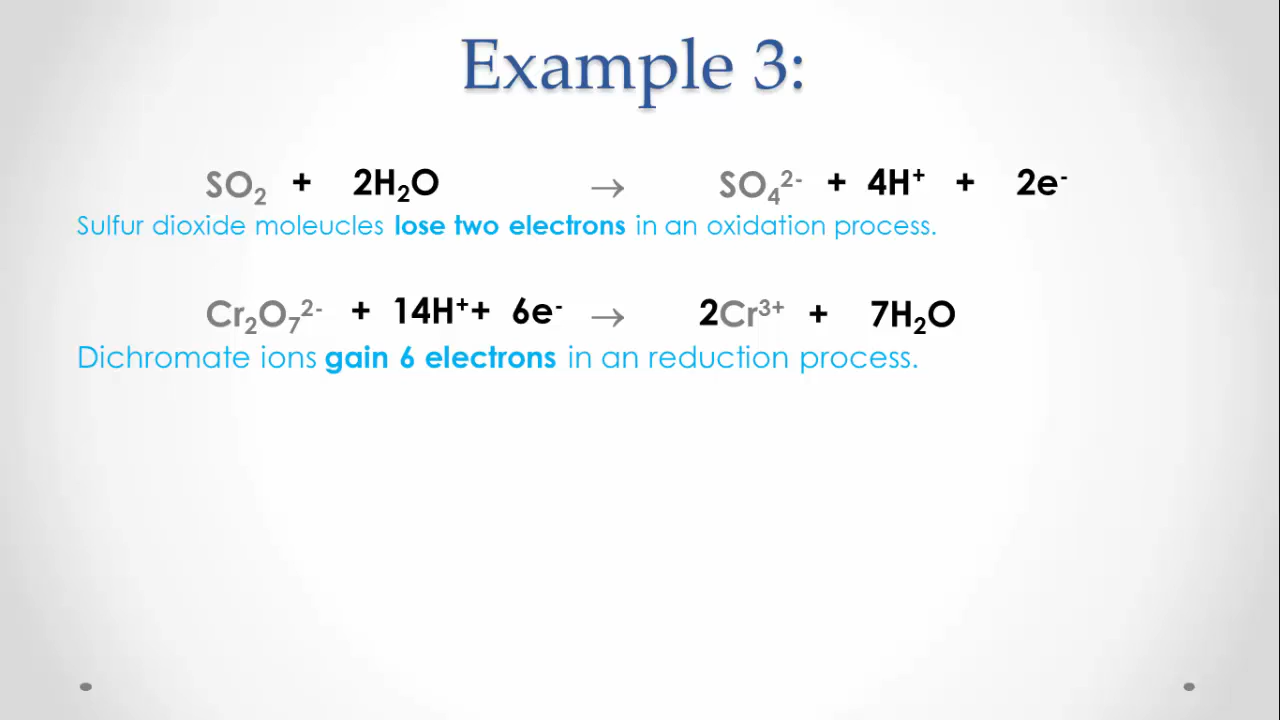 Example 3:
SO₂ + 2H₂O → SO₄²⁻ + 4H⁺ + 2e⁻
Sulfur dioxide moleucles lose two electrons in an oxidation process.
Cr₂O₇²⁻ + 14H⁺+ 6e⁻ → 2Cr³⁺ + 7H₂O
Dichromate ions gain 6 electrons in an reduction process.